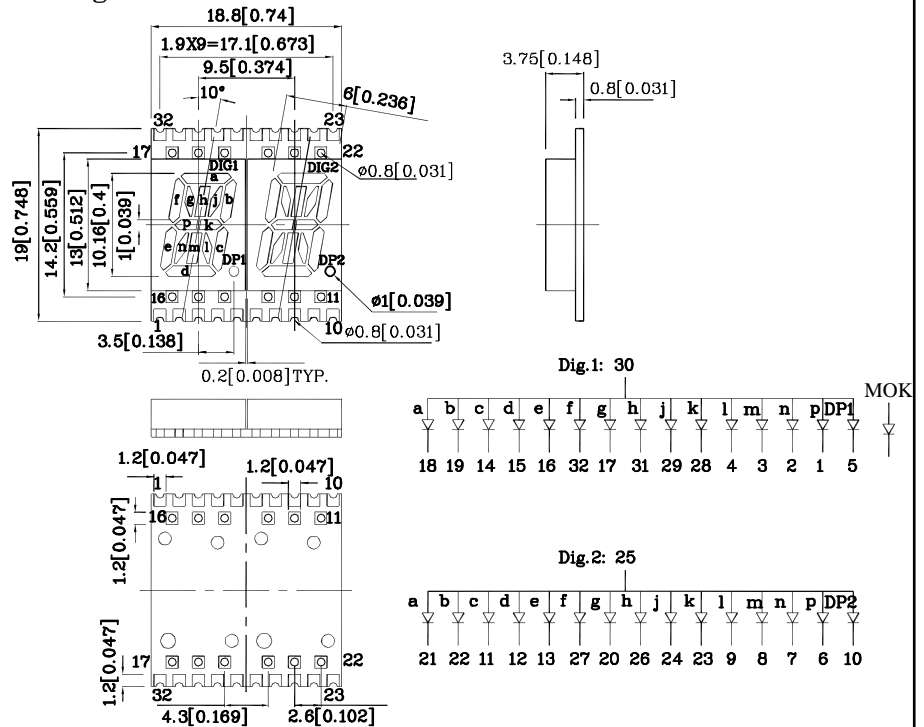 18.8[0.74]
1.9X9=17.1[0.673]
9.5[0.374]
10°
6[0.236]
32
23
17
22
ø0.8[0.031]
DIG1
DIG2
a
f g h j b
p k
e n m l c
d
DP1
DP2
19[0.748]
14.2[0.559]
13[0.512]
10.16[0.4]
1[0.039]
16
11
ø1[0.039]
1
10
ø0.8[0.031]
3.5[0.138]
0.2[0.008]TYP.
3.75[0.148]
0.8[0.031]
Dig.1: 30
MOK
a b c d e f g h j k l m n p DP1
18 19 14 15 16 32 17 31 29 28 4 3 2 1 5
1.2[0.047]
1.2[0.047]
1
10
16
11
1.2[0.047]
1.2[0.047]
17
22
32
23
4.3[0.169]
2.6[0.102]
Dig.2: 25
a b c d e f g h j k l m n p DP2
21 22 11 12 13 27 20 26 24 23 9 8 7 6 10